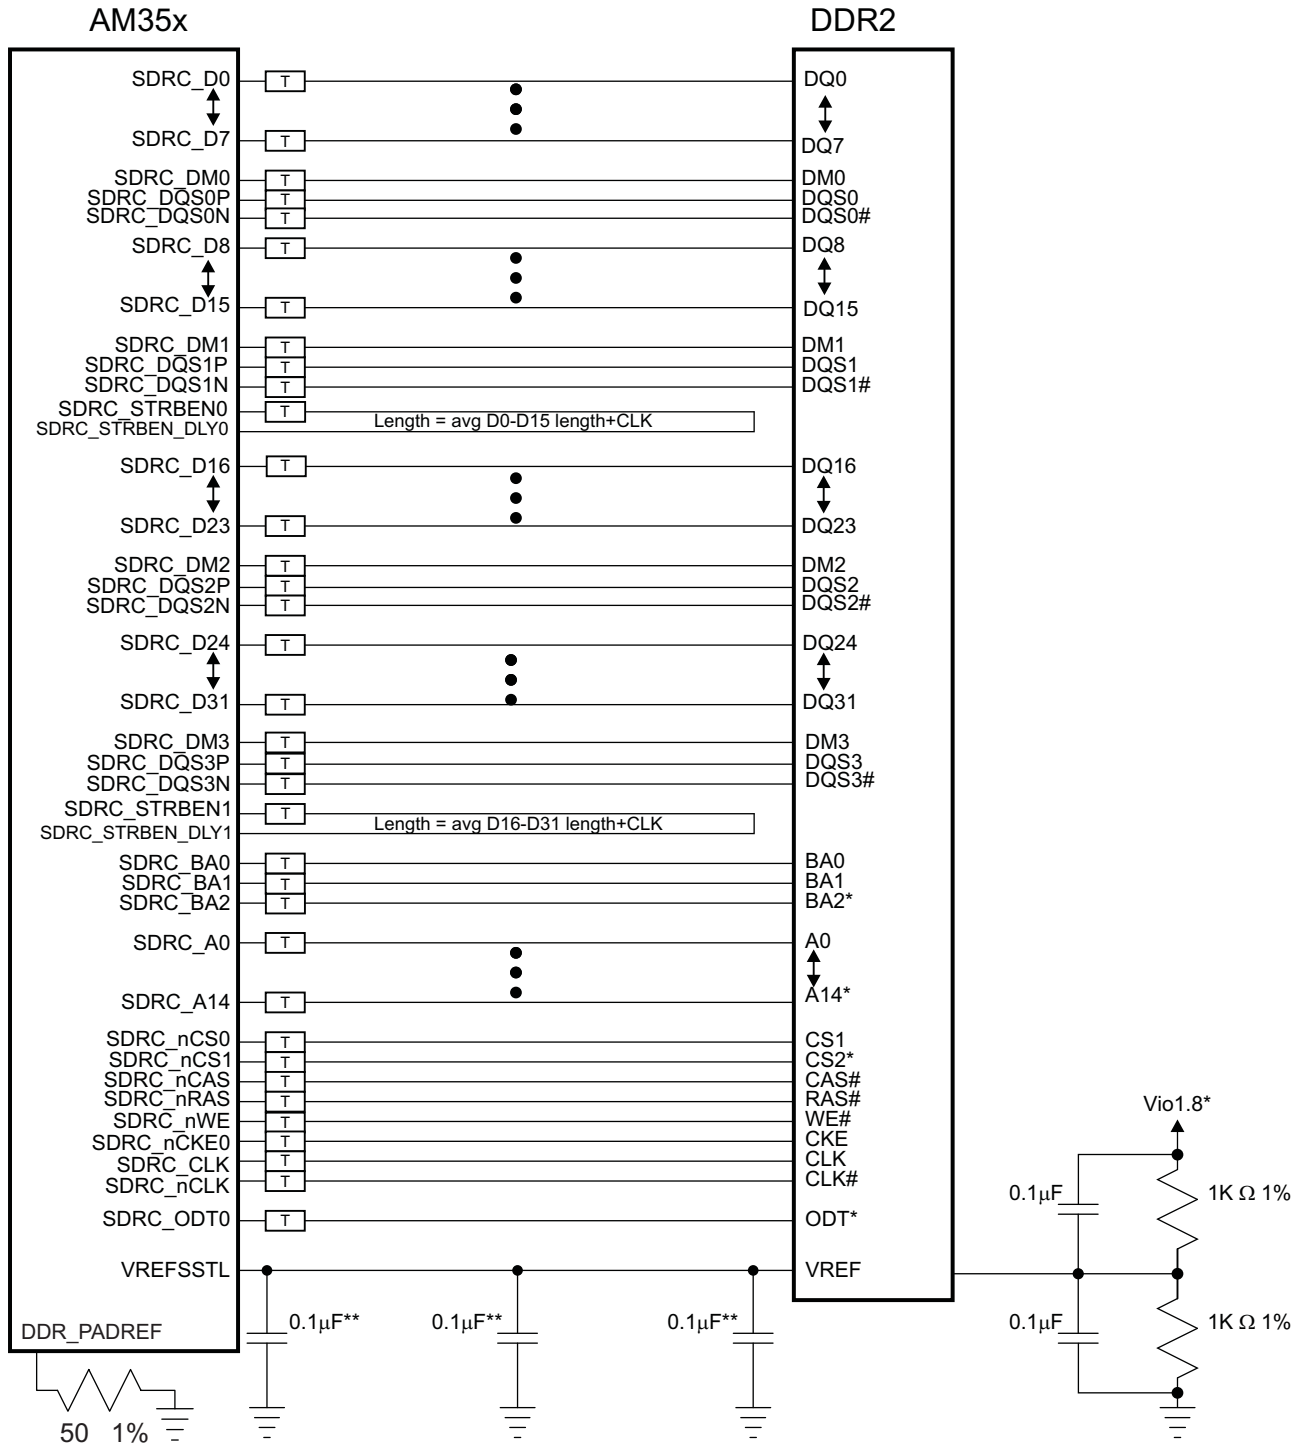 AM35x
DDR2
SDRC_D0
T
DQ0
SDRC_D7
T
DQ7
SDRC_DM0
T
DM0
SDRC_DQS0P
T
DQS0
SDRC_DQS0N
T
DQS0#
SDRC_D8
T
DQ8
SDRC_D15
T
DQ15
SDRC_DM1
T
DM1
SDRC_DQS1P
T
DQS1
SDRC_DQS1N
T
DQS1#
SDRC_STRBEN0
T
Length = avg D0-D15 length+CLK
SDRC_STRBEN_DLY0
SDRC_D16
T
DQ16
SDRC_D23
T
DQ23
SDRC_DM2
T
DM2
SDRC_DQS2P
T
DQS2
SDRC_DQS2N
T
DQS2#
SDRC_D24
T
DQ24
SDRC_D31
T
DQ31
SDRC_DM3
T
DM3
SDRC_DQS3P
T
DQS3
SDRC_DQS3N
T
DQS3#
SDRC_STRBEN1
T
Length = avg D16-D31 length+CLK
SDRC_STRBEN_DLY1
SDRC_BA0
T
BA0
SDRC_BA1
T
BA1
SDRC_BA2
T
BA2*
SDRC_A0
T
A0
SDRC_A14
T
A14*
SDRC_nCS0
T
CS1
SDRC_nCS1
T
CS2*
SDRC_nCAS
T
CAS#
SDRC_nRAS
T
RAS#
SDRC_nWE
T
WE#
SDRC_nCKE0
T
CKE
SDRC_CLK
T
CLK
SDRC_nCLK
T
CLK#
SDRC_ODT0
T
ODT*
VREFSSTL
VREF
Vio1.8*
0.1μF
1K Ω 1%
0.1μF
1K Ω 1%
0.1μF**
0.1μF**
0.1μF**
DDR_PADREF
50 1%